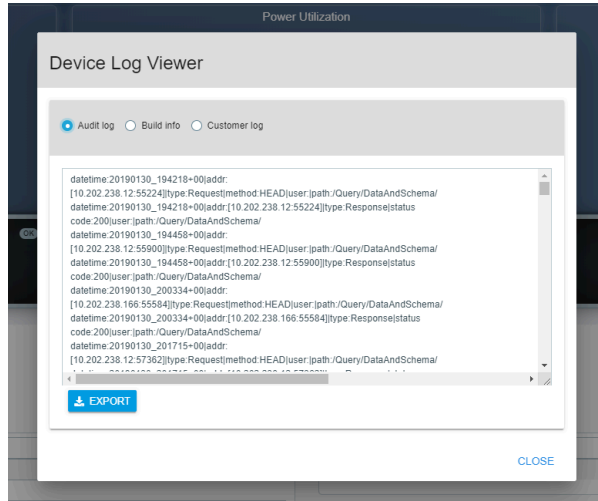 Power Utilization
Device Log Viewer
Audit log Build info Customer log
datetime:20190130_194218+00|addr:
[10.202.238.12:55224]|type:Request|method:HEAD|user:|path:/Query/DataAndSchema/
datetime:20190130_194218+00|addr:[10.202.238.12:55224]|type:Response|status
code:200|user:|path:/Query/DataAndSchema/
datetime:20190130_194458+00|addr:
[10.202.238.12:55900]|type:Request|method:HEAD|user:|path:/Query/DataAndSchema/
datetime:20190130_194458+00|addr:[10.202.238.12:55900]|type:Response|status
code:200|user:|path:/Query/DataAndSchema/
datetime:20190130_200334+00|addr:
[10.202.238.166:55584]|type:Request|method:HEAD|user:|path:/Query/DataAndSchema/
datetime:20190130_200334+00|addr:[10.202.238.166:55584]|type:Response|status
code:200|user:|path:/Query/DataAndSchema/
datetime:20190130_201715+00|addr:
[10.202.238.12:57362]|type:Request|method:HEAD|user:|path:/Query/DataAndSchema/
OK
EXPORT
CLOSE